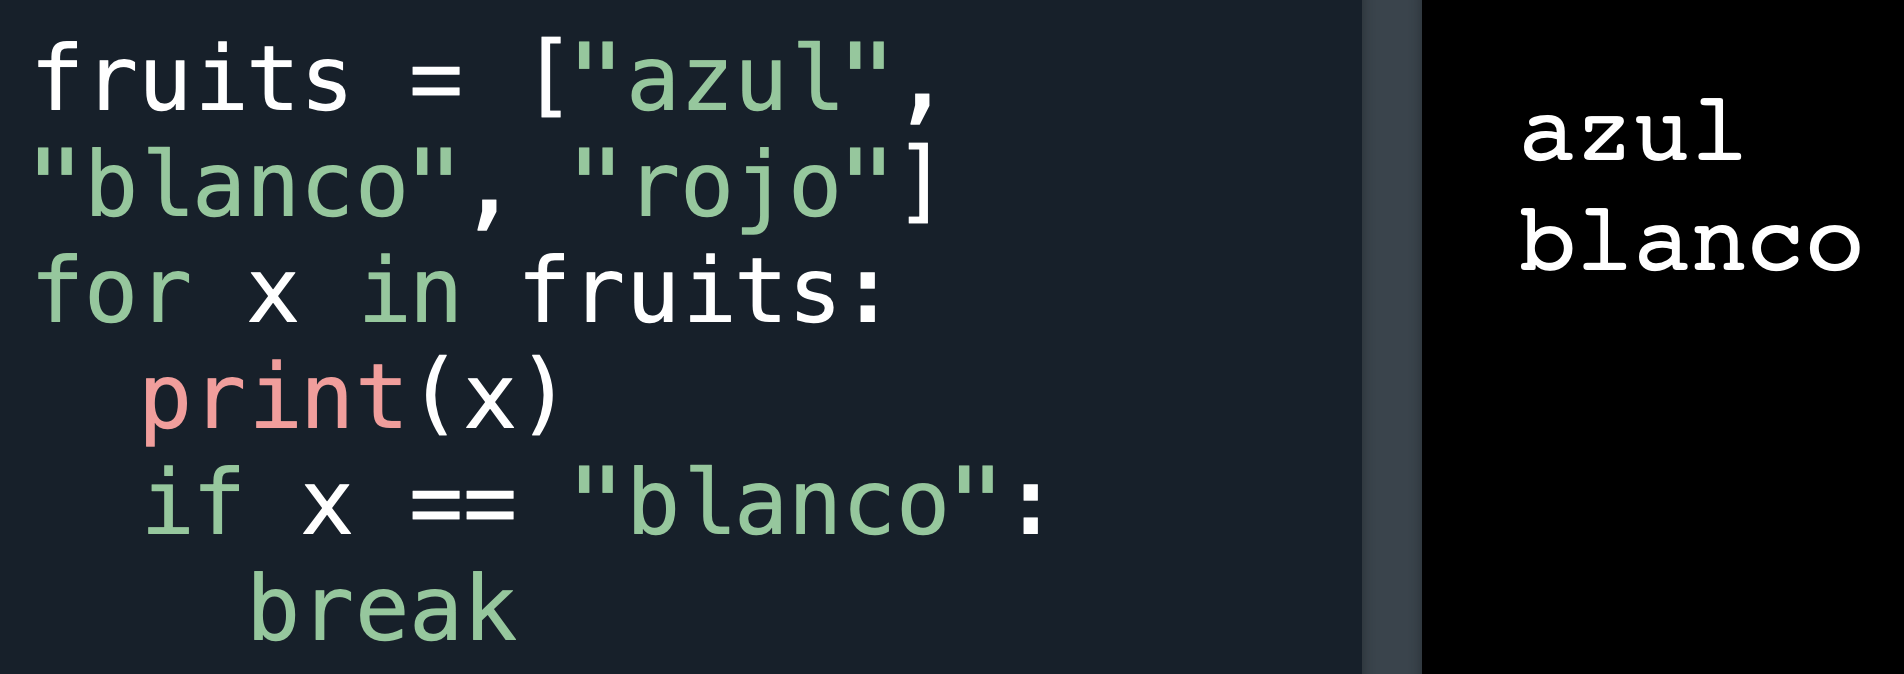 fruits = ["azul",
"blanco", "rojo"]
for x in fruits:
  print(x)
  if x == "blanco":
    break
azul
blanco